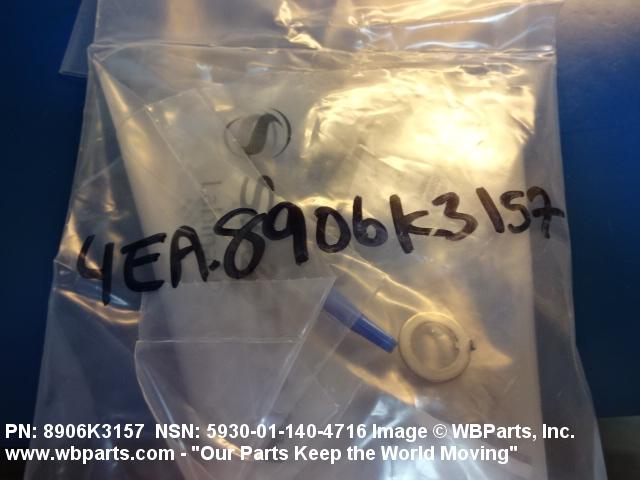 4EA.8906K3157
PN: 8906K3157 NSN: 5930-01-140-4716 Image © WBParts, Inc.
www.wbparts.com - "Our Parts Keep the World Moving"